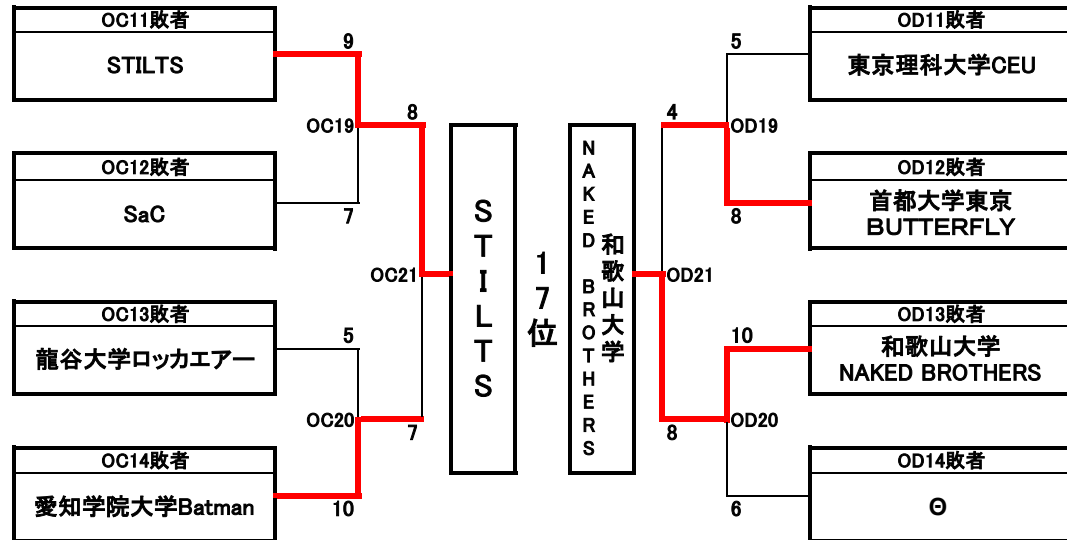 OC11敗者
STILTS
9
OC12敗者
SaC
7
OC19
8
OC13敗者
龍谷大学ロッカエアー
5
OC14敗者
愛知学院大学Batman
10
OC20
7
OC21
STILTS
17位
和歌山大学
NAKED BROTHERS
OD21
4
OD19
8
OD20
5
OD11敗者
東京理科大学CEU
8
OD12敗者
首都大学東京
BUTTERFLY
10
OD13敗者
和歌山大学
NAKED BROTHERS
6
OD14敗者
Θ